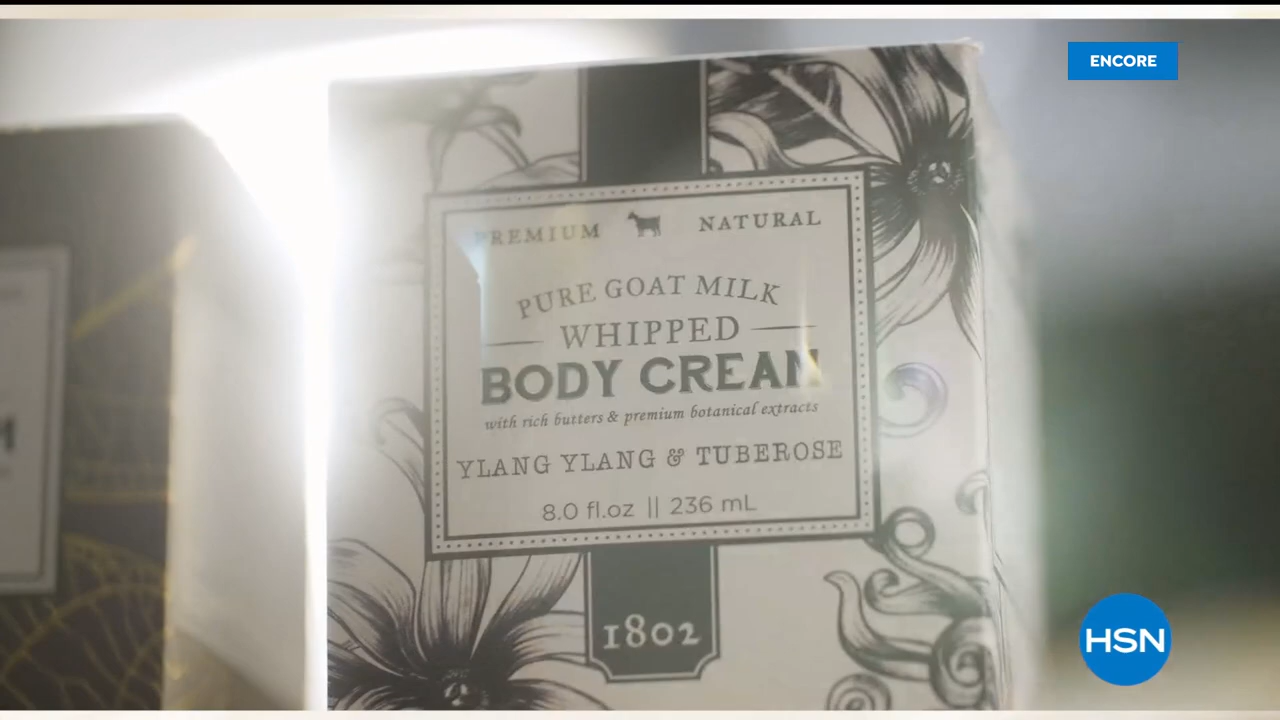 ENCORE
PREMIUM NATURAL
PURE GOAT MILK
WHIPPED
BODY CREAM
with rich butters & premium botanical extracts
YLANG YLANG & TUBEROSE
8.0 fl.oz || 236 mL
1802
HSN